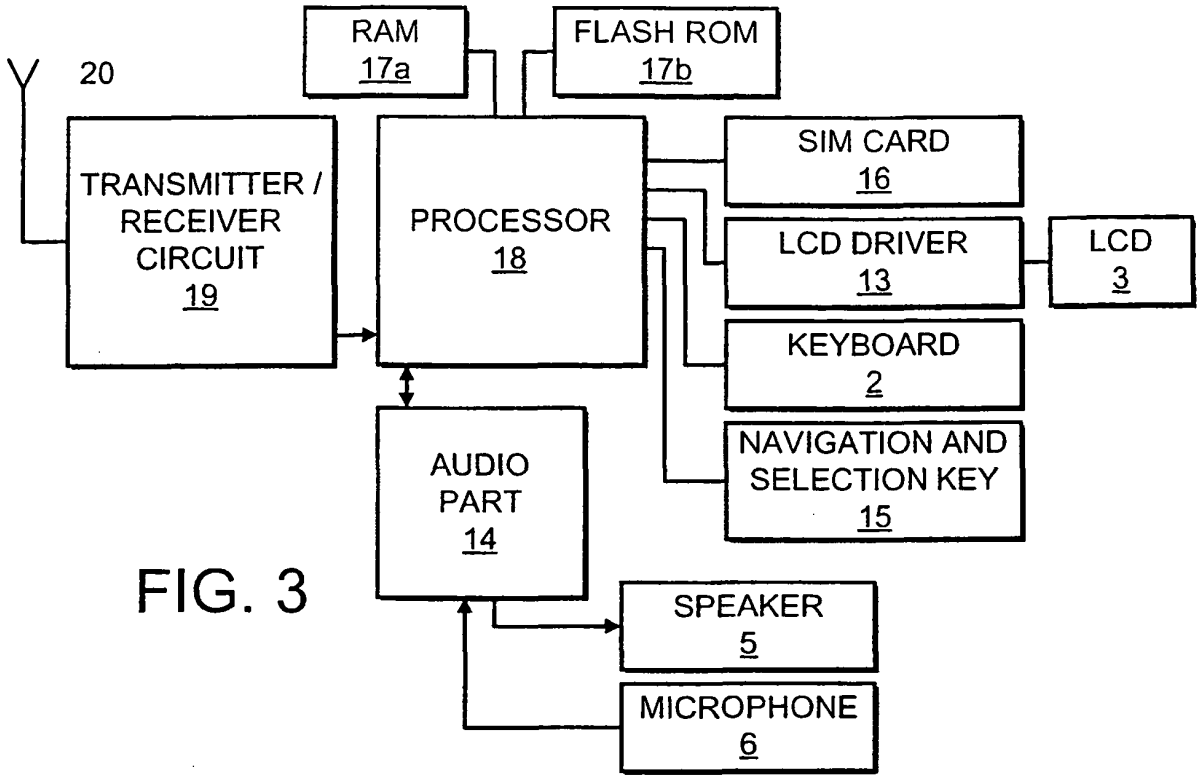 RAM
17a
FLASH ROM
17b
20
TRANSMITTER /
RECEIVER
CIRCUIT
19
PROCESSOR
18
SIM CARD
16
LCD DRIVER
13
LCD
3
KEYBOARD
2
NAVIGATION AND
SELECTION KEY
15
AUDIO
PART
14
FIG. 3
SPEAKER
5
MICROPHONE
6